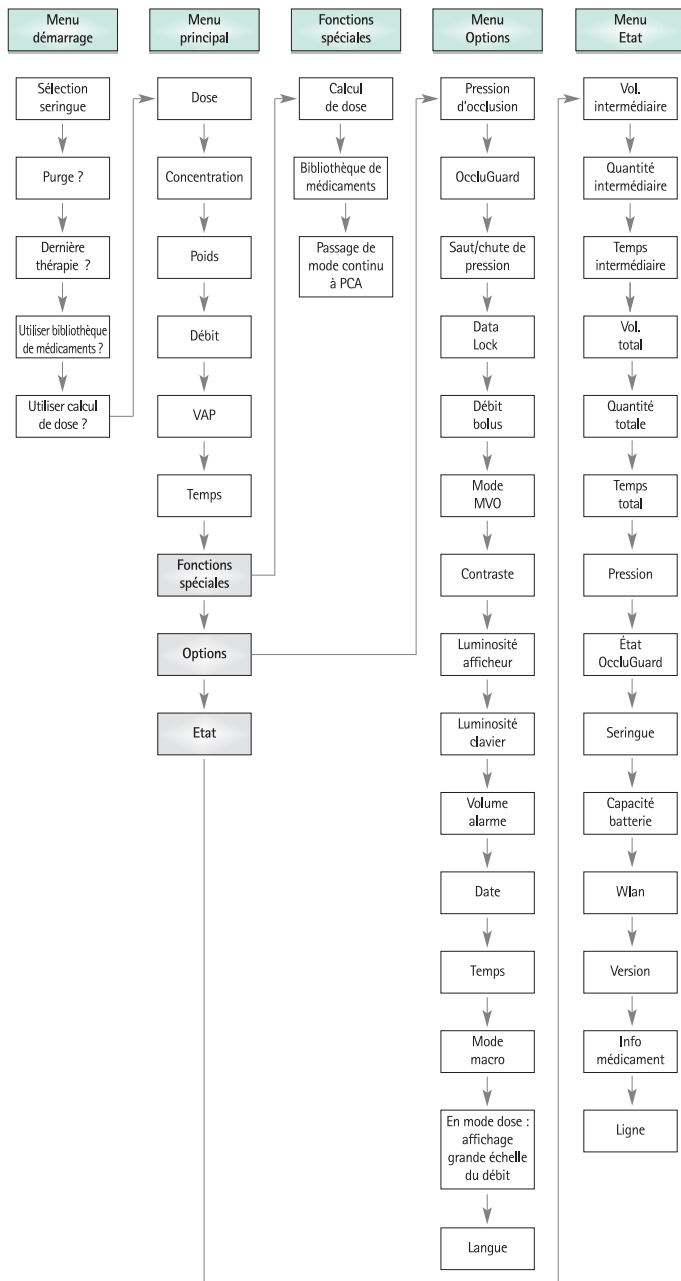 Menu
démarrage
Sélection
seringue
Purge ?
Dernière
thérapie ?
Utiliser bibliothèque
de médicaments ?
Utiliser calcul
de dose ?
Menu
principal
Dose
Concentration
Poids
Débit
VAP
Temps
Fonctions
spéciales
Options
Etat
Fonctions
spéciales
Calcul
de dose
Bibliothèque de
médicaments
Passage de
mode continu
à PCA
Menu
Options
Pression
d'occlusion
OccluGuard
Saut/chute de
pression
Data
Lock
Débit
bolus
Mode
MVO
Contraste
Luminosité
afficheur
Luminosité
clavier
Volume
alarme
Date
Temps
Mode
macro
En mode dose :
affichage
grande échelle
du débit
Langue
Menu
Etat
Vol.
intermédiaire
Quantité
intermédiaire
Temps
intermédiaire
Vol.
total
Quantité
totale
Temps
total
Pression
État
OccluGuard
Seringue
Capacité
batterie
Wlan
Version
Info
médicament
Ligne